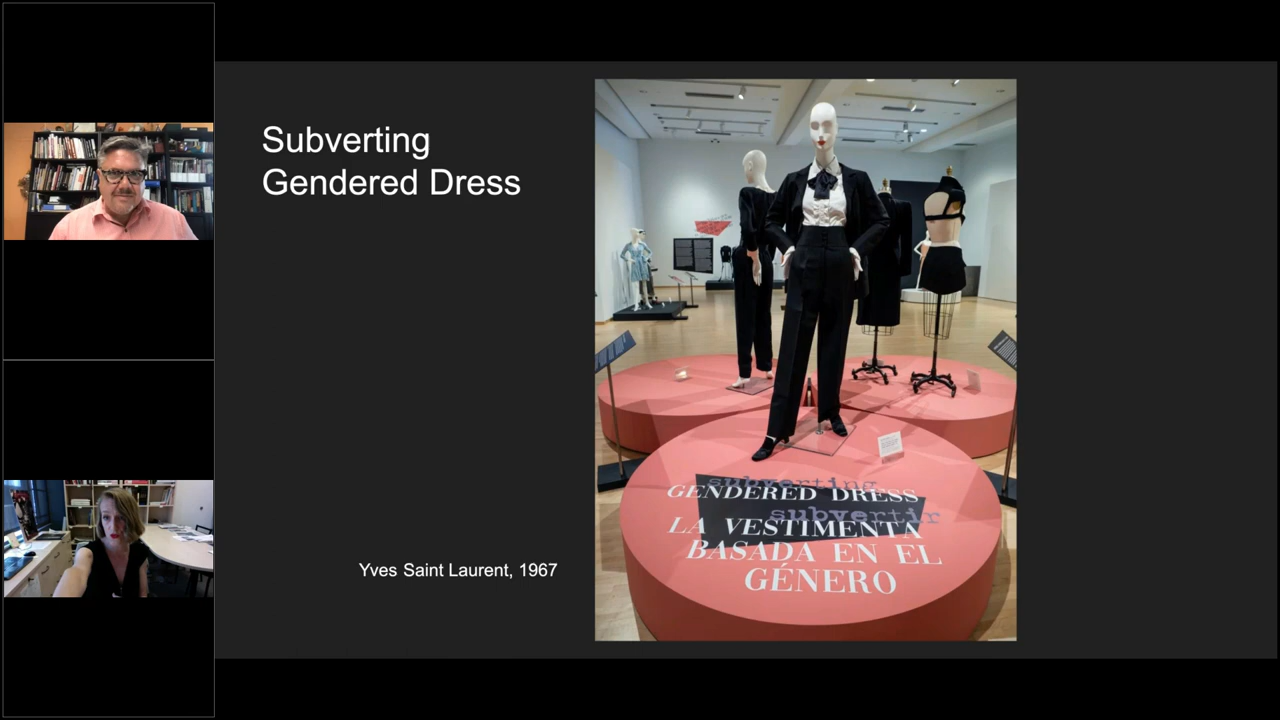 Subverting
Gendered Dress
Yves Saint Laurent, 1967
subverting
GENDERED DRESS
subvertir
LA VESTIMENTA
BASADA EN EL
GÉNERO